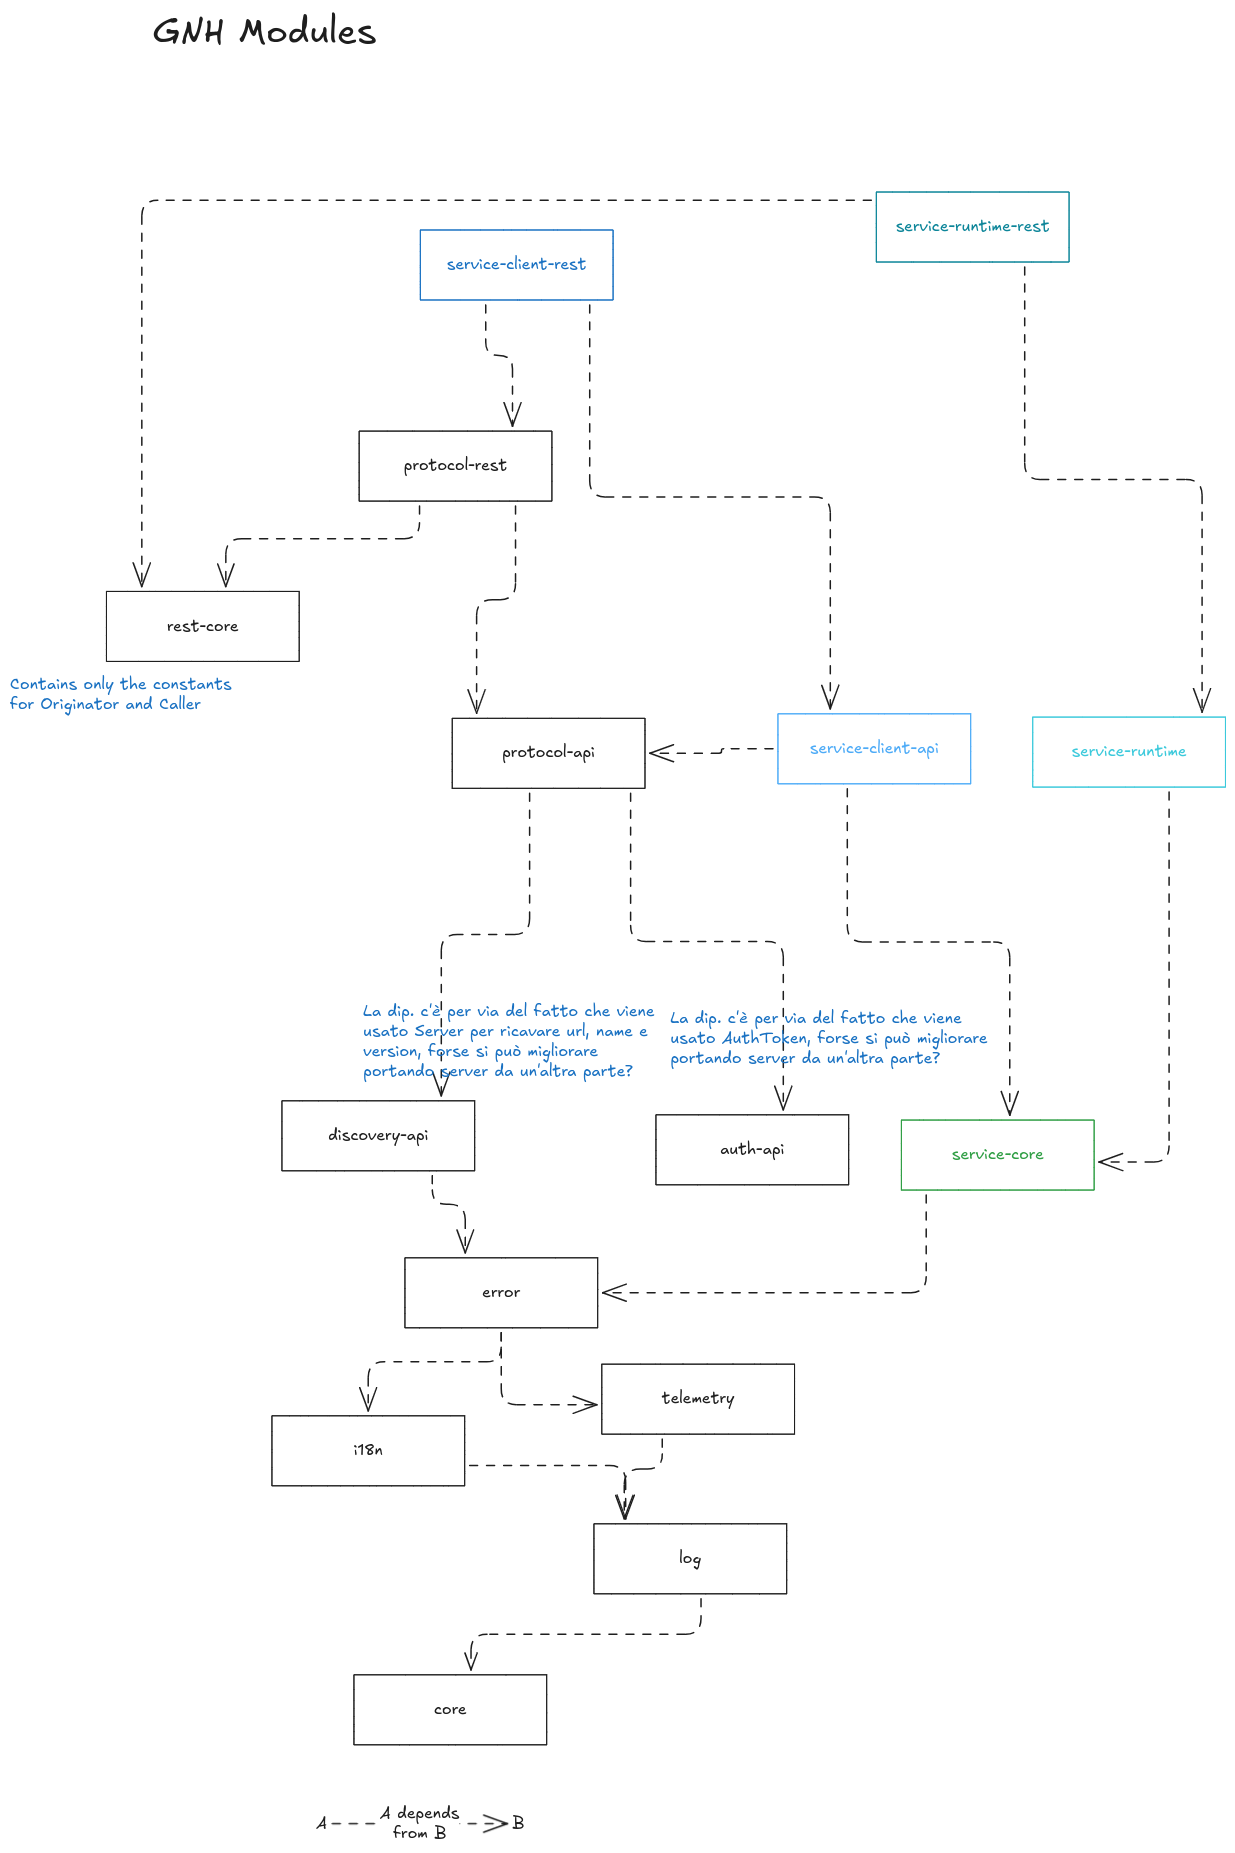 GNH Modules
service-runtime-rest
service-client-rest
protocol-rest
rest-core
Contains only the constants
for Originator and Caller
protocol-api
service-client-api
service-runtime
La dip. c'è per via del fatto che viene
usato Server per ricavare url, name e
version, forse si può migliorare
portando server da un'altra parte?
La dip. c'è per via del fatto che viene
usato AuthToken, forse si può migliorare
portando server da un'altra parte?
discovery-api
auth-api
service-core
error
telemetry
i18n
log
core
A
A depends
from B
B